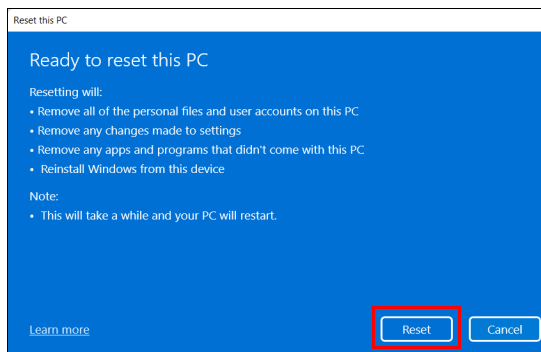 Reset this PC
Ready to reset this PC
Resetting will:
• Remove all of the personal files and user accounts on this PC
• Remove any changes made to settings
• Remove any apps and programs that didn't come with this PC
• Reinstall Windows from this device
Note:
• This will take a while and your PC will restart.
Learn more Reset Cancel